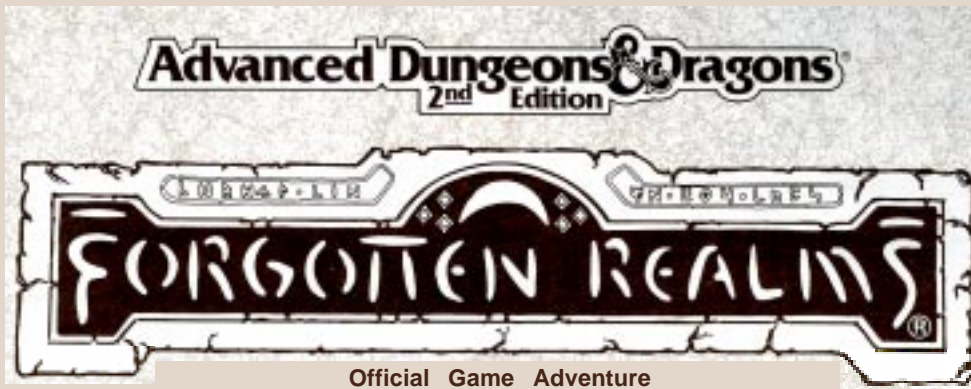 Advanced Dungeons & Dragons®
2nd Edition
FORGOTTEN REALMS®
Official Game Adventure